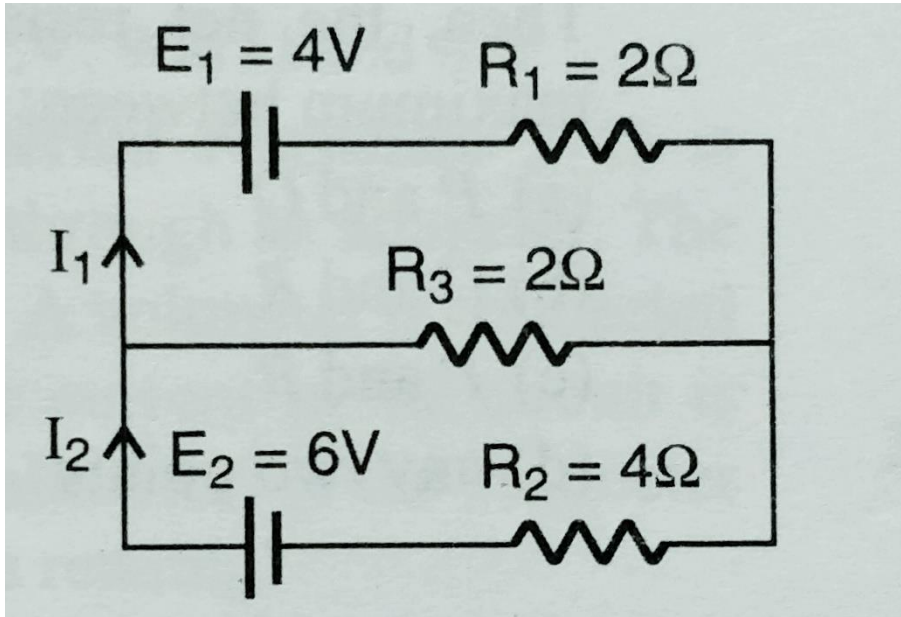 E₁ = 4V
R₁ = 2Ω
I₁
R₃ = 2Ω
I₂
E₂ = 6V
R₂ = 4Ω